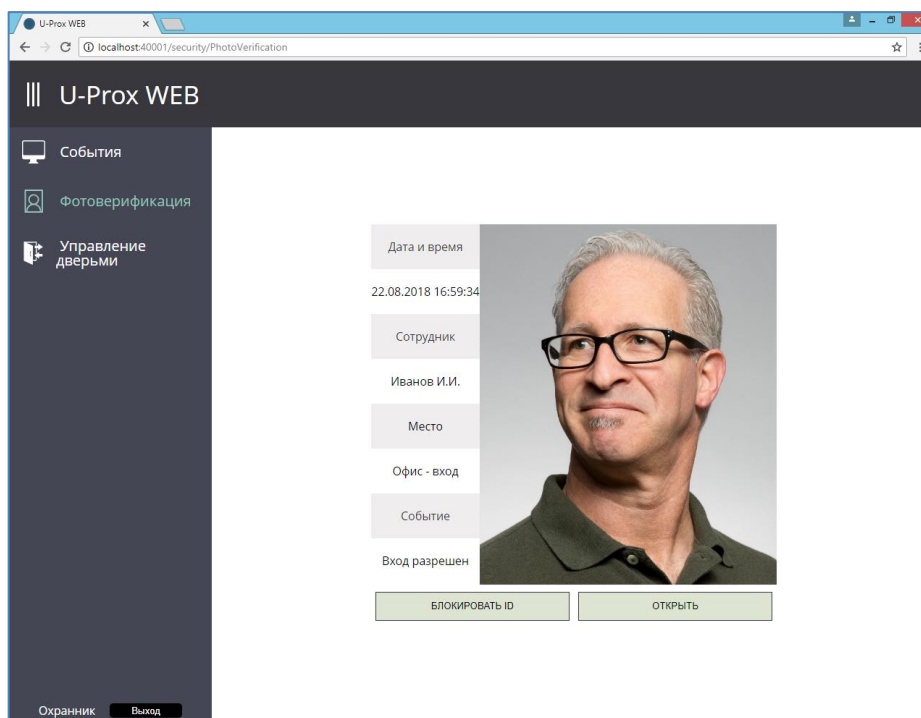 U-Prox WEB
localhost:40001/security/PhotoVerification
U-Prox WEB
События
Фотоверификация
Управление
дверьми
Дата и время
22.08.2018 16:59:34
Сотрудник
Иванов И.И.
Место
Офис - вход
Событие
Вход разрешен
БЛОКИРОВАТЬ ID
ОТКРЫТЬ
Охранник
Выход